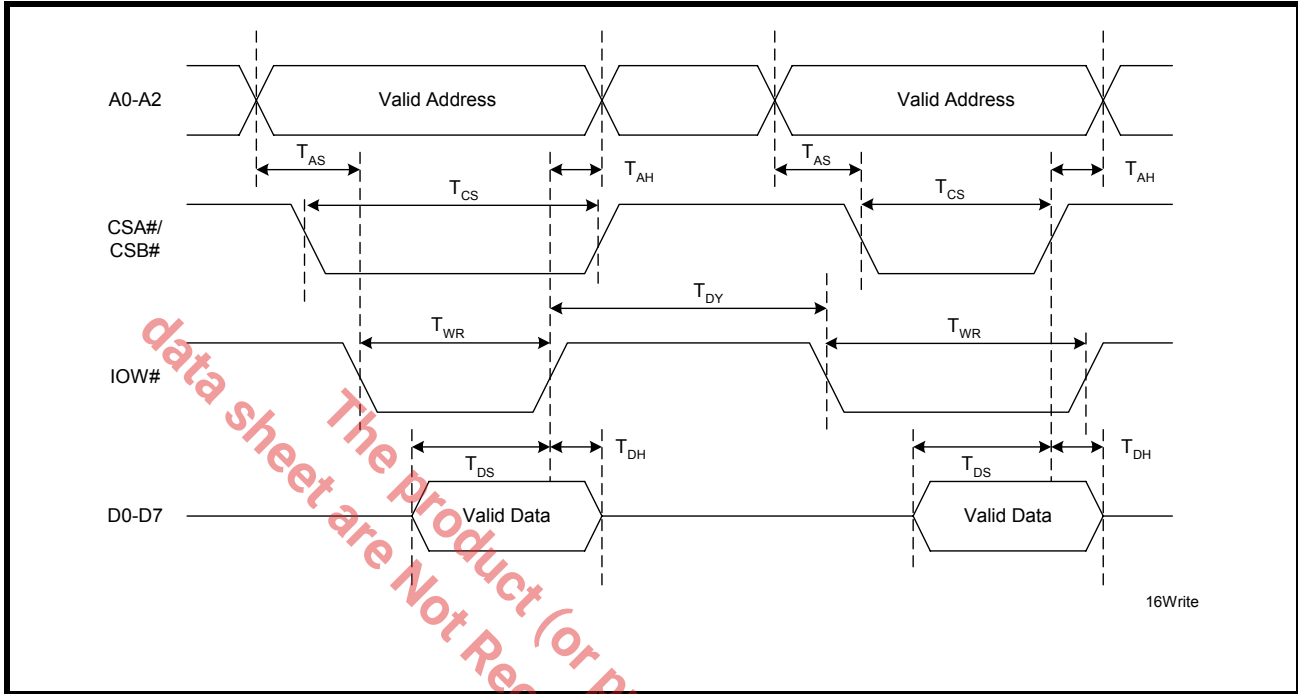 A0-A2
Valid Address
Valid Address
TAS
TAH
TAS
TAH
TCS
TCS
CSA#/
CSB#
TDY
TWR
TWR
IOW#
TDS
TDH
TDS
TDH
D0-D7
Valid Data
Valid Data
16Write
The product (or
data sheet are Not